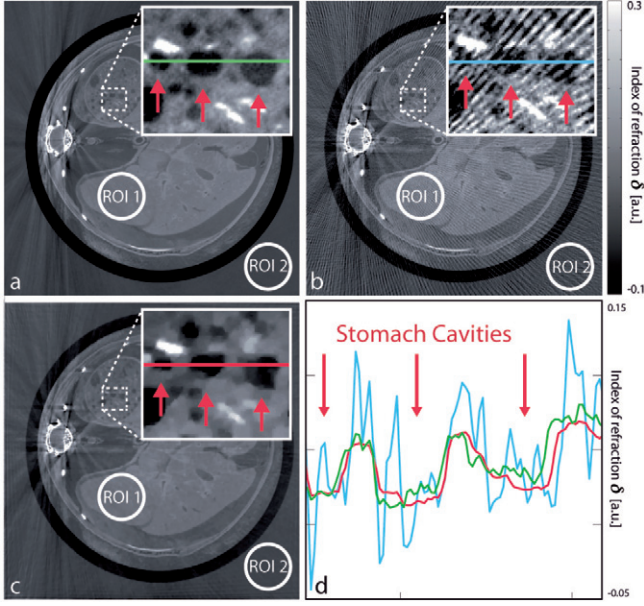 a
ROI 1
ROI 2
b
ROI 1
ROI 2
0.3
Index of refraction δ [a.u.]
-0.1
c
ROI 1
ROI 2
d
Stomach Cavities
0.15
Index of refraction δ [a.u.]
-0.05